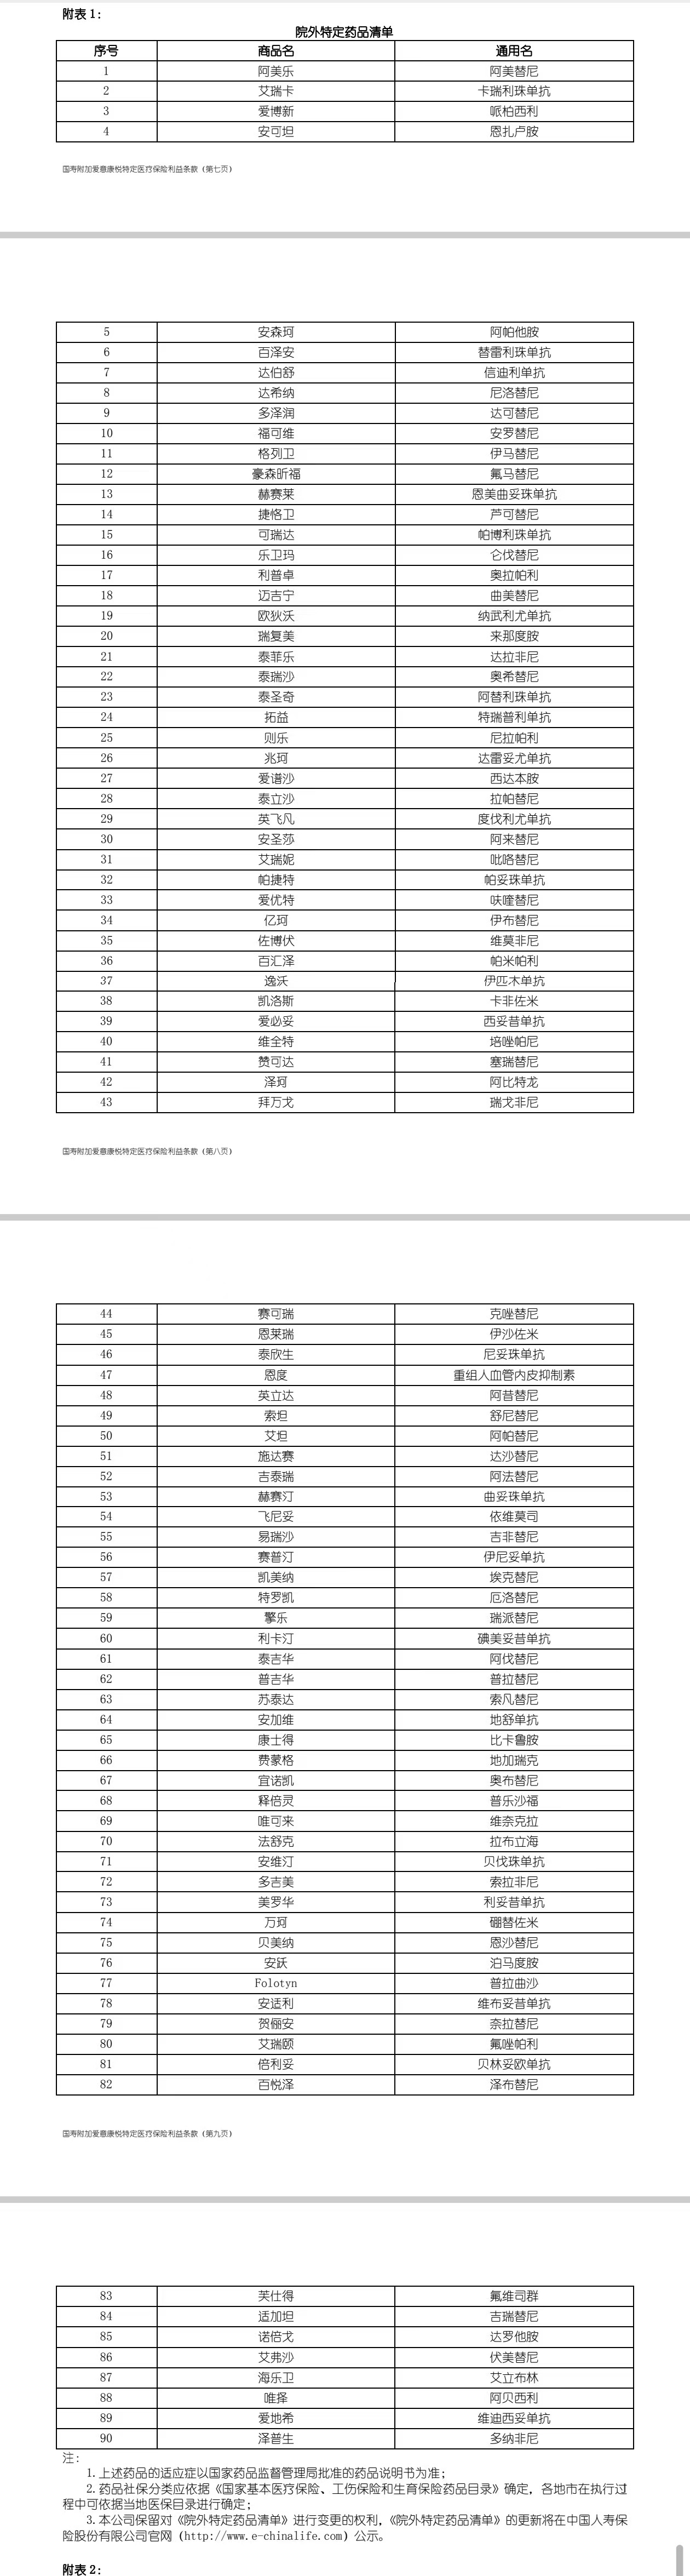 附表 1：
院外特定药品清单
序号 商品名 通用名
1 阿美乐 阿美替尼
2 艾瑞卡 卡瑞利珠单抗
3 爱博新 哌柏西利
4 安可坦 恩扎卢胺
国寿附加爱意康悦特定医疗保险利益条款（第七页）
5 安森珂 阿帕他胺
6 百泽安 替雷利珠单抗
7 达伯舒 信迪利单抗
8 达希纳 尼洛替尼
9 多泽润 达可替尼
10 福可维 安罗替尼
11 格列卫 伊马替尼
12 豪森昕福 氟马替尼
13 赫赛莱 恩美曲妥珠单抗
14 捷恪卫 芦可替尼
15 可瑞达 帕博利珠单抗
16 乐卫玛 仑伐替尼
17 利普卓 奥拉帕利
18 迈吉宁 曲美替尼
19 欧狄沃 纳武利尤单抗
20 瑞复美 来那度胺
21 泰菲乐 达拉非尼
22 泰瑞沙 奥希替尼
23 泰圣奇 阿替利珠单抗
24 拓益 特瑞普利单抗
25 则乐 尼拉帕利
26 兆珂 达雷妥尤单抗
27 爱谱沙 西达本胺
28 泰立沙 拉帕替尼
29 英飞凡 度伐利尤单抗
30 安圣莎 阿来替尼
31 艾瑞妮 吡咯替尼
32 帕捷特 帕妥珠单抗
33 爱优特 呋喹替尼
34 亿珂 伊布替尼
35 佐博伏 维莫非尼
36 百汇泽 帕米帕利
37 逸沃 伊匹木单抗
38 凯洛斯 卡非佐米
39 爱必妥 西妥昔单抗
40 维全特 培唑帕尼
41 赞可达 塞瑞替尼
42 泽珂 阿比特龙
43 拜万戈 瑞戈非尼
国寿附加爱意康悦特定医疗保险利益条款（第八页）
44 赛可瑞 克唑替尼
45 恩莱瑞 伊沙佐米
46 泰欣生 尼妥珠单抗
47 恩度 重组人血管内皮抑制素
48 英立达 阿昔替尼
49 索坦 舒尼替尼
50 艾坦 阿帕替尼
51 施达赛 达沙替尼
52 吉泰瑞 阿法替尼
53 赫赛汀 曲妥珠单抗
54 飞尼妥 依维莫司
55 易瑞沙 吉非替尼
56 赛普汀 伊尼妥单抗
57 凯美纳 埃克替尼
58 特罗凯 厄洛替尼
59 擎乐 瑞派替尼
60 利卡汀 碘美妥昔单抗
61 泰吉华 阿伐替尼
62 普吉华 普拉替尼
63 苏泰达 索凡替尼
64 安加维 地舒单抗
65 康士得 比卡鲁胺
66 费蒙格 地加瑞克
67 宜诺凯 奥布替尼
68 释倍灵 普乐沙福
69 唯可来 维奈克拉
70 法舒克 拉布立海
71 安维汀 贝伐珠单抗
72 多吉美 索拉非尼
73 美罗华 利妥昔单抗
74 万珂 硼替佐米
75 贝美纳 恩沙替尼
76 安跃 泊马度胺
77 Folotyn 普拉曲沙
78 安适利 维布妥昔单抗
79 贺俪安 奈拉替尼
80 艾瑞颐 氟唑帕利
81 倍利妥 贝林妥欧单抗
82 百悦泽 泽布替尼
国寿附加爱意康悦特定医疗保险利益条款（第九页）
83 芙仕得 氟维司群
84 适加坦 吉瑞替尼
85 诺倍戈 达罗他胺
86 艾弗沙 伏美替尼
87 海乐卫 艾立布林
88 唯择 阿贝西利
89 爱地希 维迪西妥单抗
90 泽普生 多纳非尼
注：
1.上述药品的适应症以国家药品监督管理局批准的药品说明书为准；
2.药品社保分类应依据《国家基本医疗保险、工伤保险和生育保险药品目录》确定，各地市在执行过
程中可依据当地医保目录进行确定；
3.本公司保留对《院外特定药品清单》进行变更的权利，《院外特定药品清单》的更新将在中国人寿保
险股份有限公司官网（http://www.e-chinalife.com）公示。
附表 2：